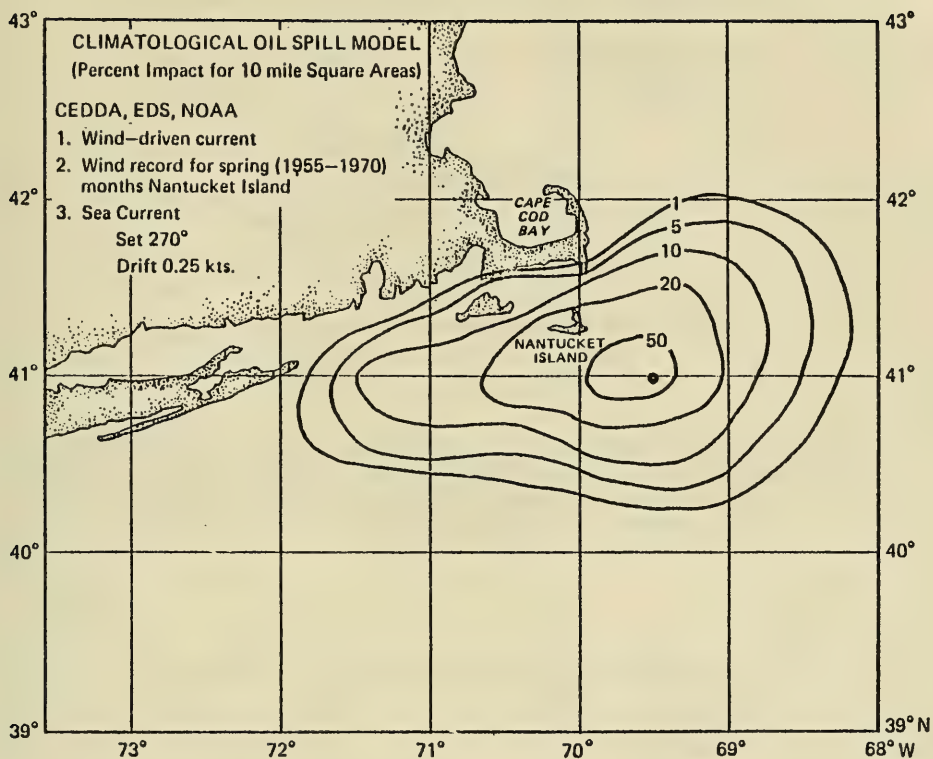 CLIMATOLOGICAL OIL SPILL MODEL
(Percent Impact for 10 mile Square Areas)
CEDDA, EDS, NOAA
1. Wind–driven current
2. Wind record for spring (1955–1970)
months Nantucket Island
3. Sea Current
Set 270°
Drift 0.25 kts.
43°
43°
42°
42°
41°
41°
40°
40°
39°
39° N
CAPE
COD
BAY
1
5
10
20
50
NANTUCKET
ISLAND
73°
72°
71°
70°
69°
68° W